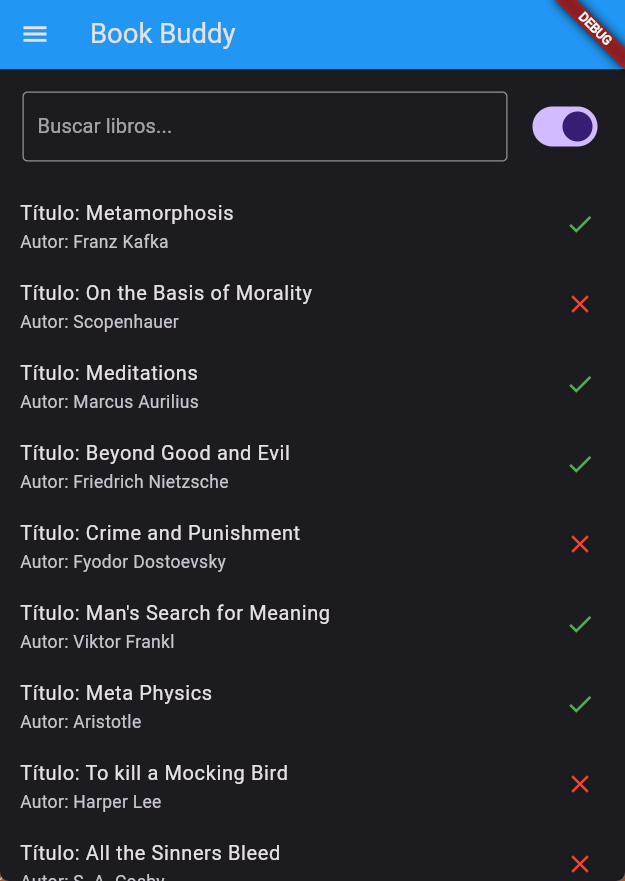 Book Buddy
DEBUG
Buscar libros...
Título: Metamorphosis
Autor: Franz Kafka
Título: On the Basis of Morality
Autor: Scopenhauer
Título: Meditations
Autor: Marcus Aurilius
Título: Beyond Good and Evil
Autor: Friedrich Nietzsche
Título: Crime and Punishment
Autor: Fyodor Dostoevsky
Título: Man's Search for Meaning
Autor: Viktor Frankl
Título: Meta Physics
Autor: Aristotle
Título: To kill a Mocking Bird
Autor: Harper Lee
Título: All the Sinners Bleed
Autor: S. A. Cosby